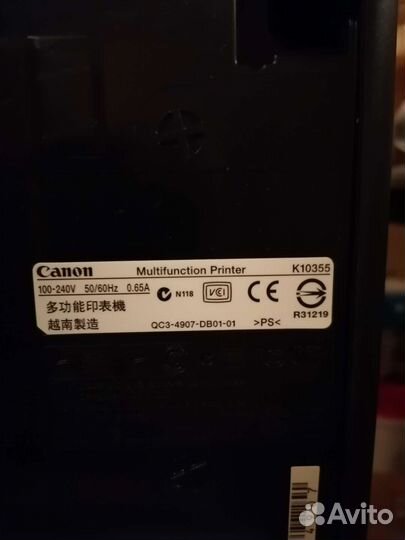 Canon Multifunction Printer K10355
100-240V 50/60Hz 0.65A N118 VCI CE
多功能印表機
越南製造 QC3-4907-DB01-01 >PS< R31219
Avito